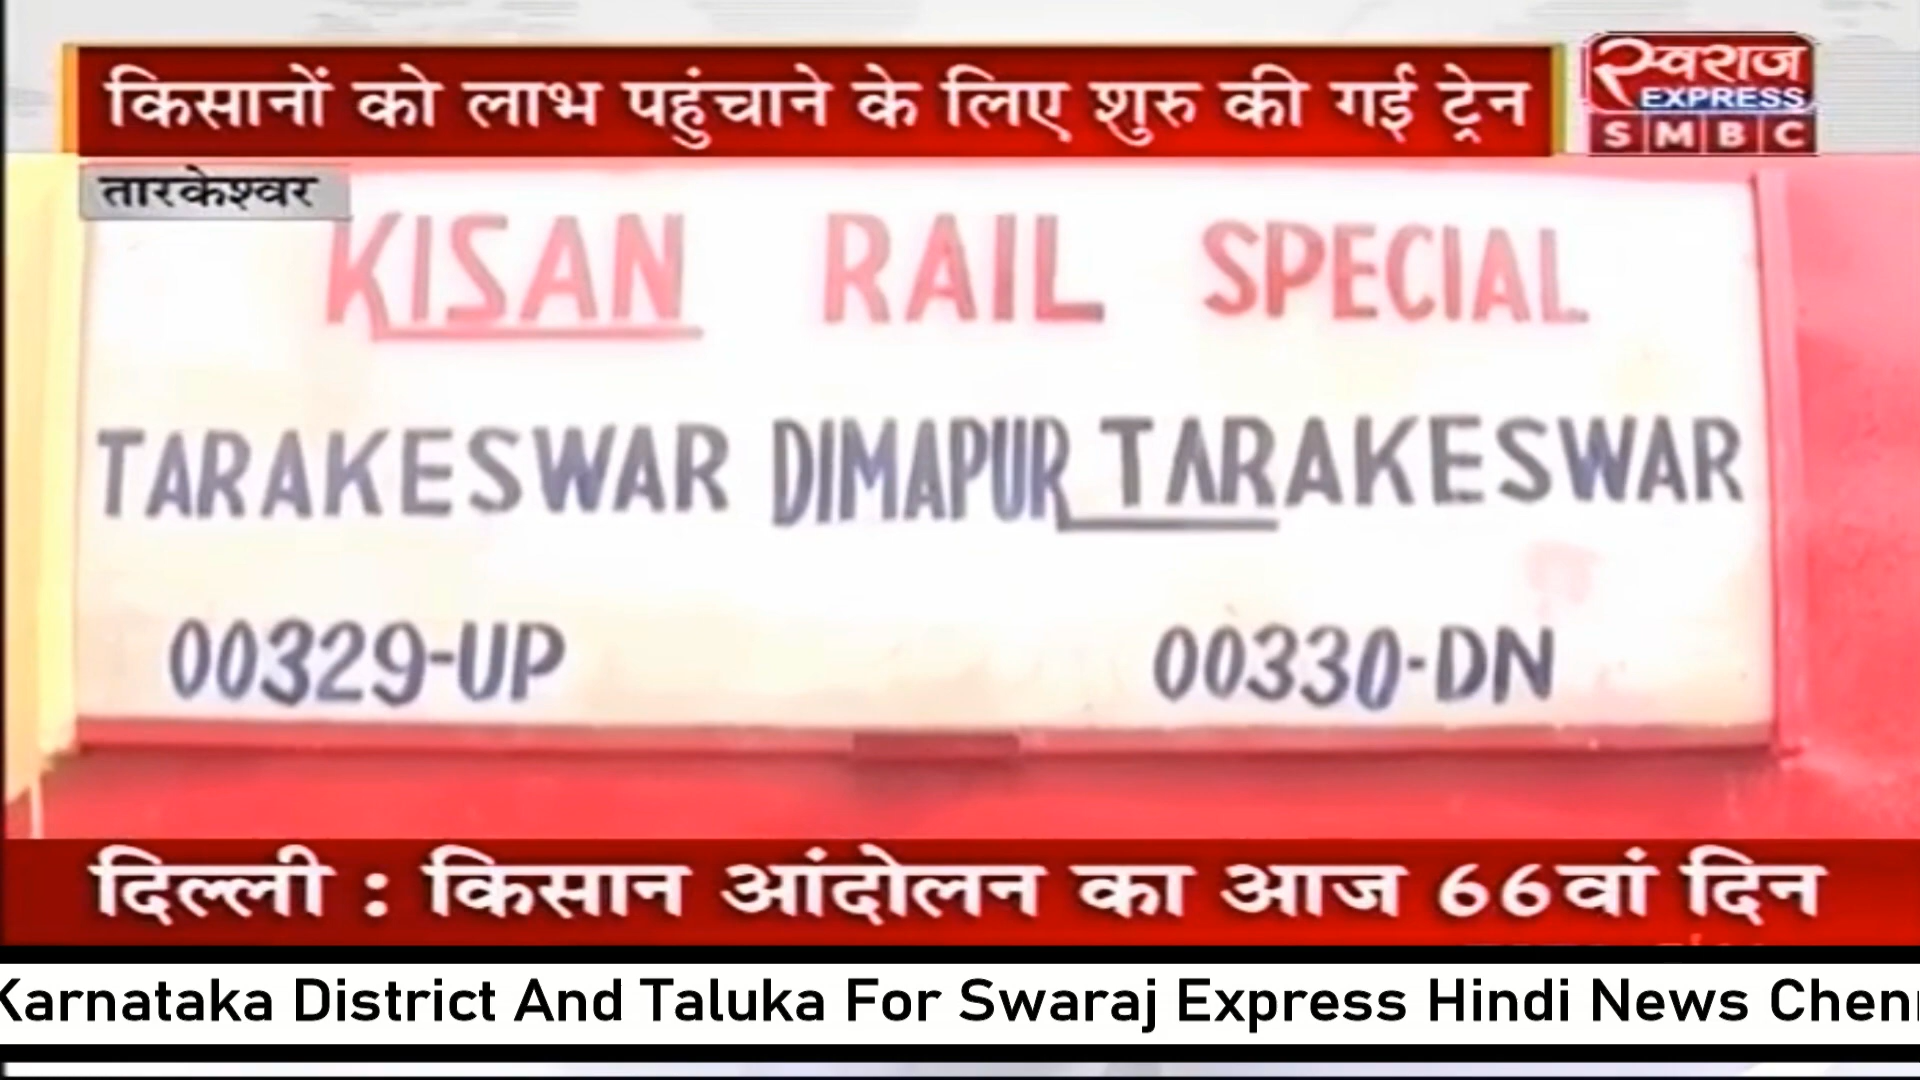 किसानों को लाभ पहुंचाने के लिए शुरु की गई ट्रेन
स्वराज
EXPRESS
SMBC
तारकेश्वर
KISAN RAIL SPECIAL
TARAKESWAR DIMAPUR TARAKESWAR
00329-UP 00330-DN
दिल्ली : किसान आंदोलन का आज 66वां दिन
Karnataka District And Taluka For Swaraj Express Hindi News Chenn